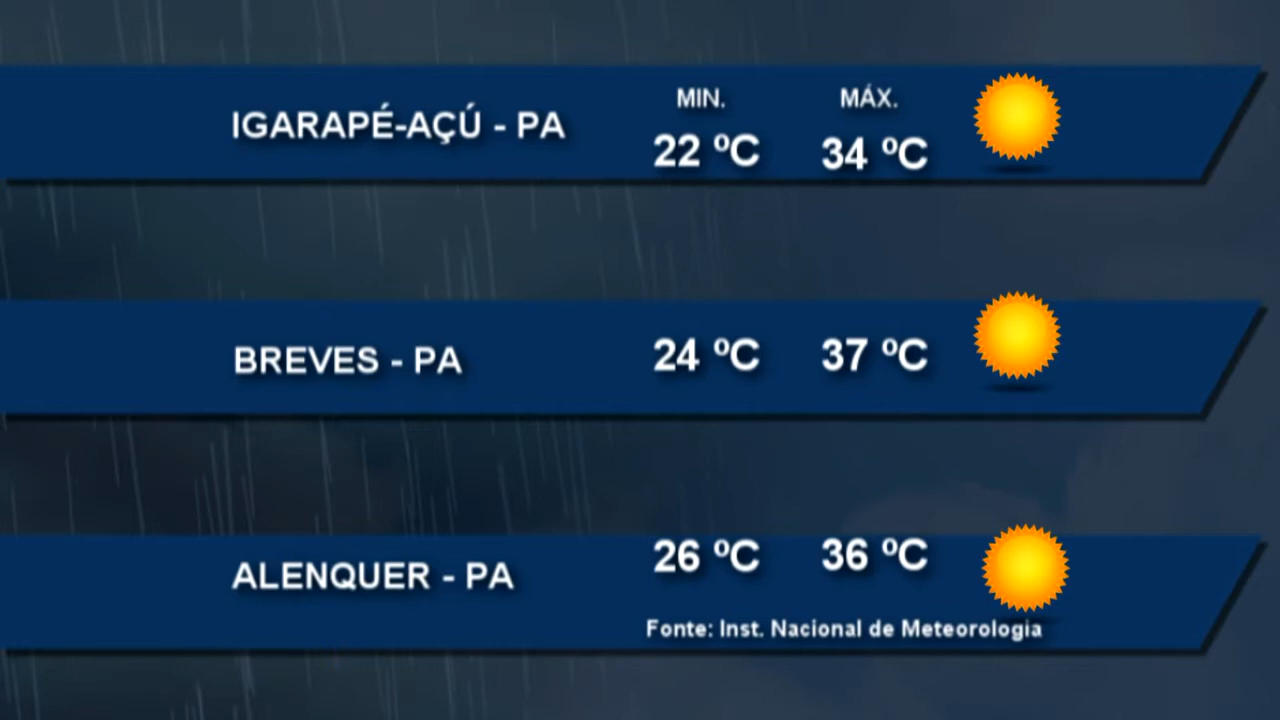 MIN. MÁX.
IGARAPÉ-AÇÚ - PA 22 ºC 34 ºC
BREVES - PA 24 ºC 37 ºC
ALENQUER - PA 26 ºC 36 ºC
Fonte: Inst. Nacional de Meteorologia